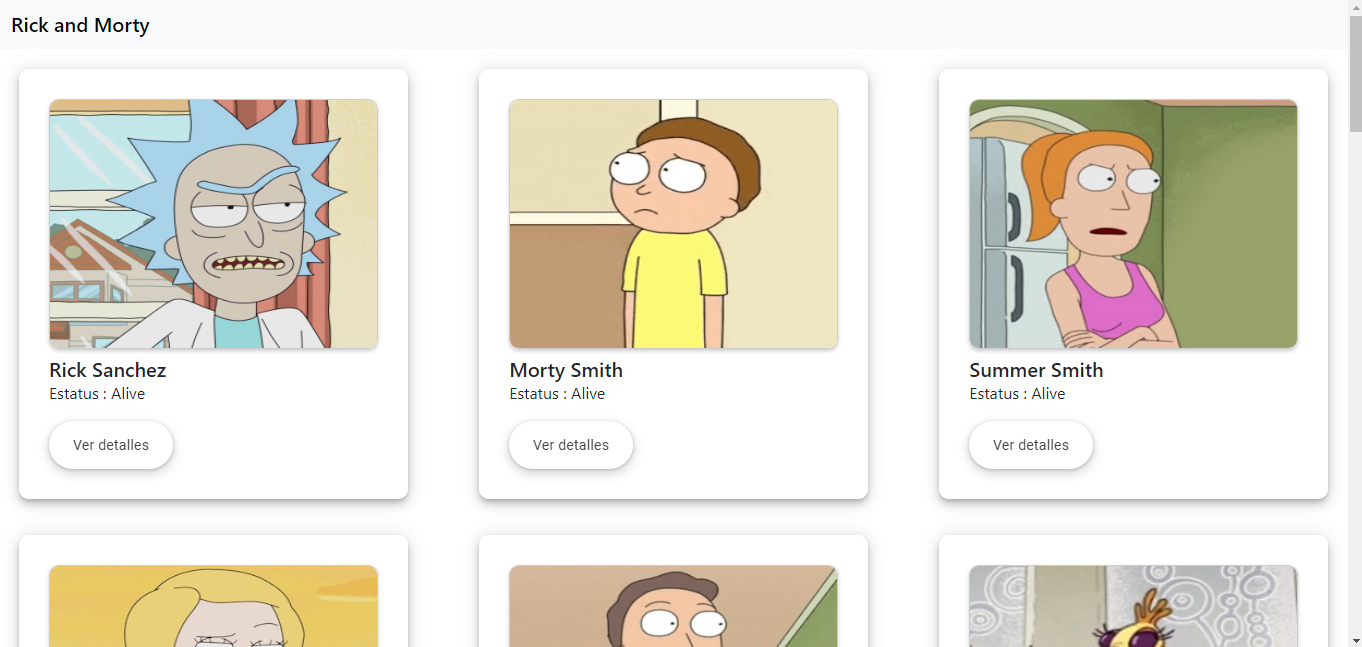 Rick and Morty
Rick Sanchez
Estatus : Alive
Ver detalles
Morty Smith
Estatus : Alive
Ver detalles
Summer Smith
Estatus : Alive
Ver detalles